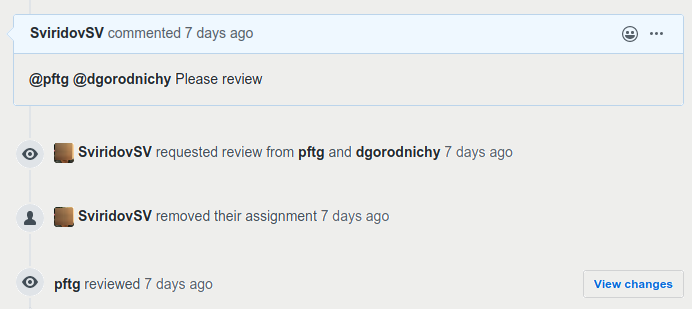 SviridovSV commented 7 days ago
@pftg @dgorodnichy Please review
SviridovSV requested review from pftg and dgorodnichy 7 days ago
SviridovSV removed their assignment 7 days ago
pftg reviewed 7 days ago View changes